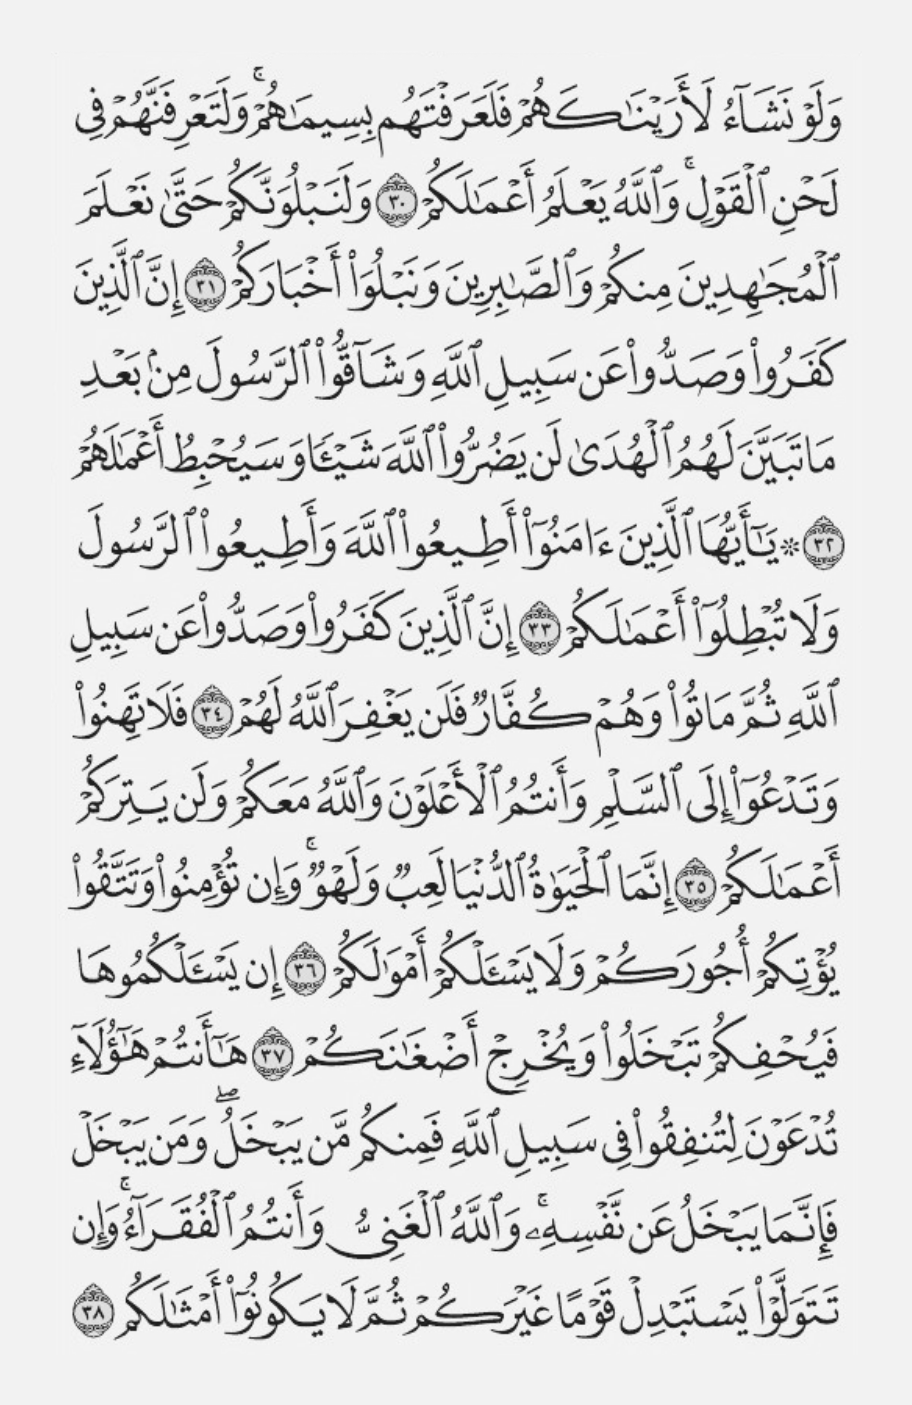 وَلَوْ نَشَآءُ لَأَرَيْنَٰكَهُمْ فَلَعَرَفْتَهُم بِسِيمَٰهُمْ ۚ وَلَتَعْرِفَنَّهُمْ فِى
لَحْنِ ٱلْقَوْلِ ۚ وَٱللَّهُ يَعْلَمُ أَعْمَٰلَكُمْ ٣٠ وَلَنَبْلُوَنَّكُمْ حَتَّىٰ نَعْلَمَ
ٱلْمُجَٰهِدِينَ مِنكُمْ وَٱلصَّٰبِرِينَ وَنَبْلُوَا۟ أَخْبَارَكُمْ ٣١ إِنَّ ٱلَّذِينَ
كَفَرُوا۟ وَصَدُّوا۟ عَن سَبِيلِ ٱللَّهِ وَشَآقُّوا۟ ٱلرَّسُولَ مِنۢ بَعْدِ
مَا تَبَيَّنَ لَهُمُ ٱلْهُدَىٰ لَن يَضُرُّوا۟ ٱللَّهَ شَيْـًٔا وَسَيُحْبِطُ أَعْمَٰلَهُمْ
٣٢ ۞ يَٰٓأَيُّهَا ٱلَّذِينَ ءَامَنُوٓا۟ أَطِيعُوا۟ ٱللَّهَ وَأَطِيعُوا۟ ٱلرَّسُولَ
وَلَا تُبْطِلُوٓا۟ أَعْمَٰلَكُمْ ٣٣ إِنَّ ٱلَّذِينَ كَفَرُوا۟ وَصَدُّوا۟ عَن سَبِيلِ
ٱللَّهِ ثُمَّ مَاتُوا۟ وَهُمْ كُفَّارٌ فَلَن يَغْفِرَ ٱللَّهُ لَهُمْ ٣٤ فَلَا تَهِنُوا۟
وَتَدْعُوٓا۟ إِلَى ٱلسَّلْمِ وَأَنتُمُ ٱلْأَعْلَوْنَ وَٱللَّهُ مَعَكُمْ وَلَن يَتِرَكُمْ
أَعْمَٰلَكُمْ ٣٥ إِنَّمَا ٱلْحَيَوٰةُ ٱلدُّنْيَا لَعِبٌ وَلَهْوٌ ۚ وَإِن تُؤْمِنُوا۟ وَتَتَّقُوا۟
يُؤْتِكُمْ أُجُورَكُمْ وَلَا يَسْـَٔلْكُمْ أَمْوَٰلَكُمْ ٣٦ إِن يَسْـَٔلْكُمُوهَا
فَيُحْفِكُمْ تَبْخَلُوا۟ وَيُخْرِجْ أَضْغَٰنَكُمْ ٣٧ هَٰٓأَنتُمْ هَٰٓؤُلَآءِ
تُدْعَوْنَ لِتُنفِقُوا۟ فِى سَبِيلِ ٱللَّهِ فَمِنكُم مَّن يَبْخَلُ ۖ وَمَن يَبْخَلْ
فَإِنَّمَا يَبْخَلُ عَن نَّفْسِهِۦ ۚ وَٱللَّهُ ٱلْغَنِىُّ وَأَنتُمُ ٱلْفُقَرَآءُ ۚ وَإِن
تَتَوَلَّوْا۟ يَسْتَبْدِلْ قَوْمًا غَيْرَكُمْ ثُمَّ لَا يَكُونُوٓا۟ أَمْثَٰلَكُم ٣٨